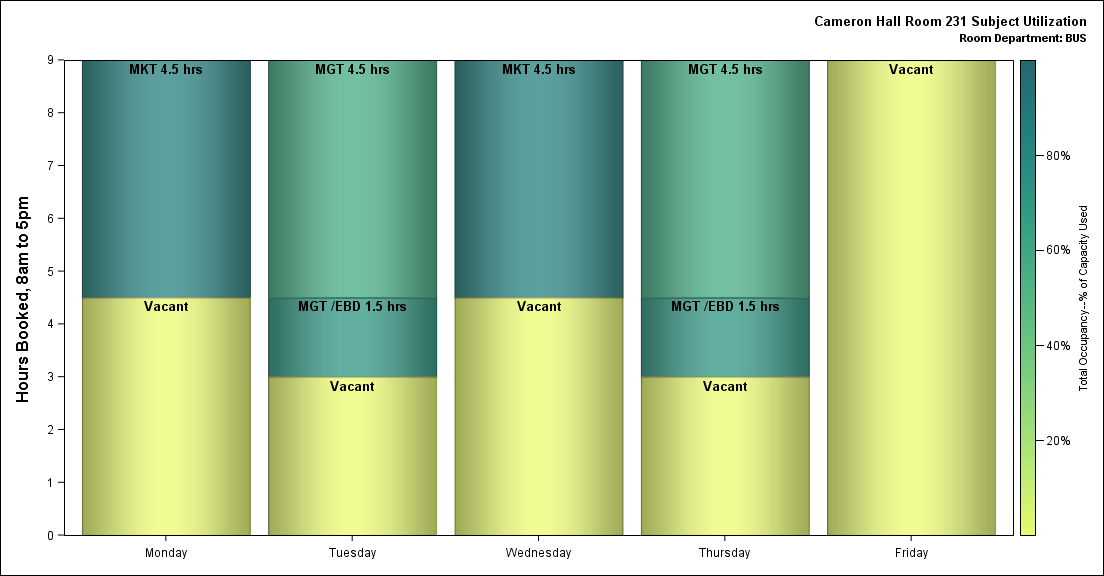 Cameron Hall Room 231 Subject Utilization
Room Department: BUS
Hours Booked, 8am to 5pm
9
8
7
6
5
4
3
2
1
0
MKT 4.5 hrs
Vacant
MGT 4.5 hrs
MGT /EBD 1.5 hrs
Vacant
MKT 4.5 hrs
Vacant
MGT 4.5 hrs
MGT /EBD 1.5 hrs
Vacant
Vacant
Monday
Tuesday
Wednesday
Thursday
Friday
80%
60%
40%
20%
Total Occupancy--% of Capacity Used